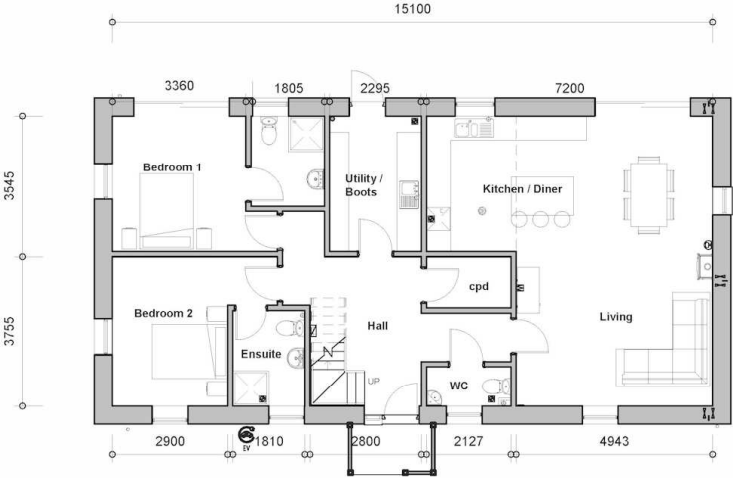 15100
3360
1805
2295
7200
3545
3755
Bedroom 1
Utility /
Boots
Kitchen / Diner
cpd
W
Bedroom 2
Ensuite
Hall
Living
UP
WC
EV
2900
1810
2800
2127
4943